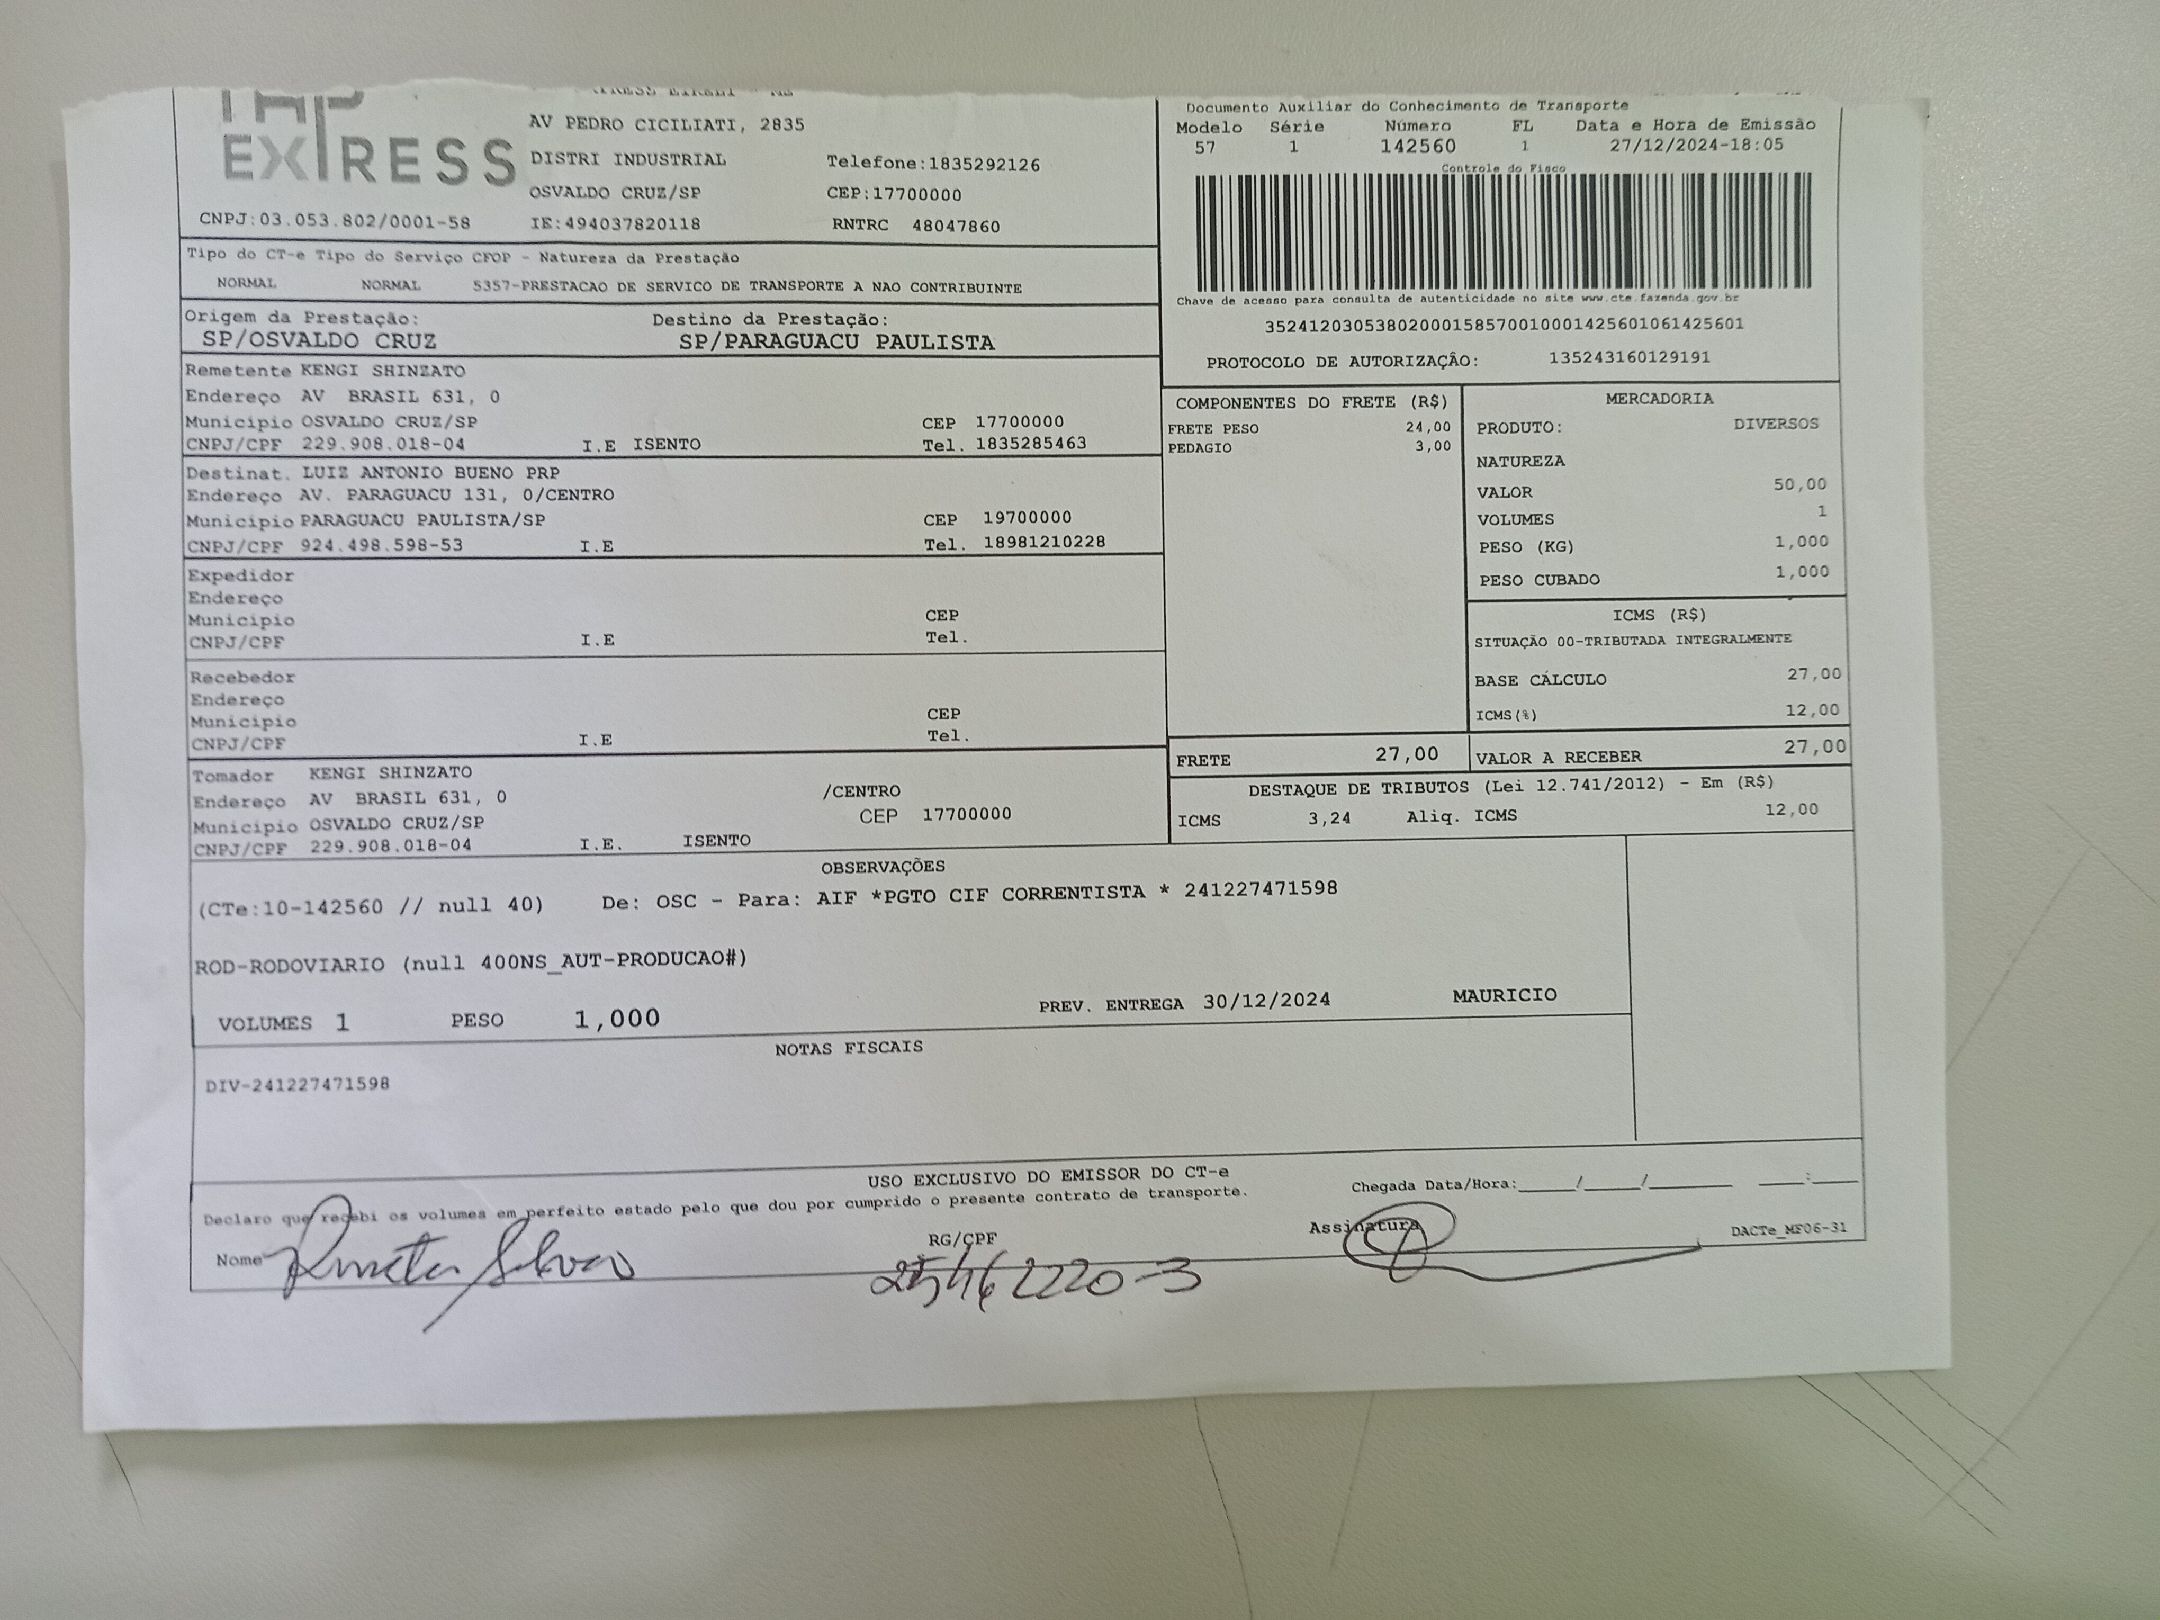 EXPRESS
AV PEDRO CICILIATI, 2835
DISTRI INDUSTRIAL Telefone:1835292126
OSVALDO CRUZ/SP CEP:17700000
CNPJ:03.053.802/0001-58 IE:494037820118 RNTRC 48047860
Documento Auxiliar do Conhecimento de Transporte
Modelo Série Número FL Data e Hora de Emissão
57 1 142560 1 27/12/2024-18:05
Controle do Fisco
Chave de acesso para consulta de autenticidade no site www.cte.fazenda.gov.br
35241203053802000158570010001425601061425601
PROTOCOLO DE AUTORIZAÇÃO: 135243160129191
Tipo do CT-e Tipo do Serviço CFOP - Natureza da Prestação
NORMAL NORMAL 5357-PRESTACAO DE SERVICO DE TRANSPORTE A NAO CONTRIBUINTE
Origem da Prestação: Destino da Prestação:
SP/OSVALDO CRUZ SP/PARAGUACU PAULISTA
Remetente KENGI SHINZATO
Endereço AV BRASIL 631, 0
Municipio OSVALDO CRUZ/SP CEP 17700000
CNPJ/CPF 229.908.018-04 I.E ISENTO Tel. 1835285463
Destinat. LUIZ ANTONIO BUENO PRP
Endereço AV. PARAGUACU 131, 0/CENTRO
Municipio PARAGUACU PAULISTA/SP CEP 19700000
CNPJ/CPF 924.498.598-53 I.E Tel. 18981210228
Expedidor
Endereço
Municipio CEP
CNPJ/CPF I.E Tel.
Recebedor
Endereço
Municipio CEP
CNPJ/CPF I.E Tel.
Tomador KENGI SHINZATO
Endereço AV BRASIL 631, 0 /CENTRO
Municipio OSVALDO CRUZ/SP CEP 17700000
CNPJ/CPF 229.908.018-04 I.E. ISENTO
COMPONENTES DO FRETE (R$)
FRETE PESO 24,00
PEDAGIO 3,00
MERCADORIA
PRODUTO: DIVERSOS
NATUREZA
VALOR 50,00
VOLUMES 1
PESO (KG) 1,000
PESO CUBADO 1,000
ICMS (R$)
SITUAÇÃO 00-TRIBUTADA INTEGRALMENTE
BASE CÁLCULO 27,00
ICMS(%) 12,00
FRETE 27,00 VALOR A RECEBER 27,00
DESTAQUE DE TRIBUTOS (Lei 12.741/2012) - Em (R$)
ICMS 3,24 Aliq. ICMS 12,00
OBSERVAÇÕES
(CTe:10-142560 // null 40) De: OSC - Para: AIF *PGTO CIF CORRENTISTA * 241227471598
ROD-RODOVIARIO (null 400NS_AUT-PRODUCAO#)
VOLUMES 1 PESO 1,000 PREV. ENTREGA 30/12/2024 MAURICIO
NOTAS FISCAIS
DIV-241227471598
USO EXCLUSIVO DO EMISSOR DO CT-e
Declaro que recebi os volumes em perfeito estado pelo que dou por cumprido o presente contrato de transporte.
Chegada Data/Hora:____/____/______ ___:___
Nome Silva RG/CPF Assinatura DACTe_MF06-31